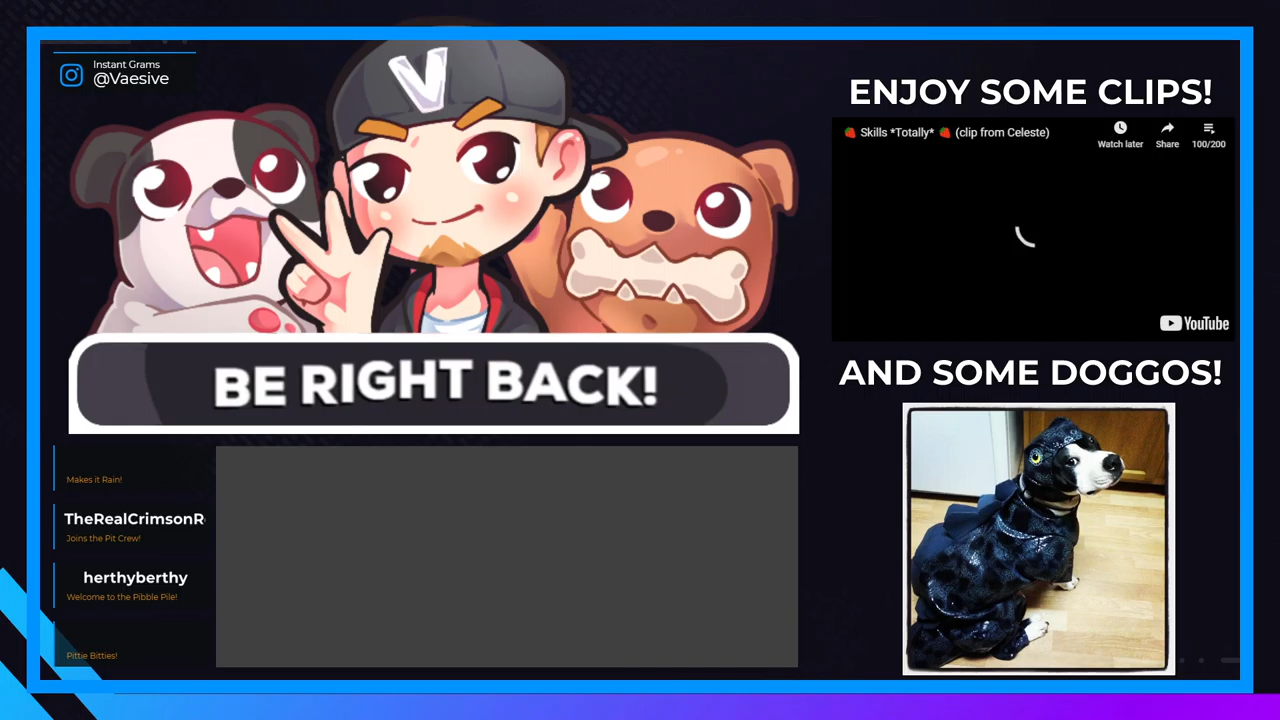 Instant Grams
@Vaesive
V
BE RIGHT BACK!
Makes it Rain!
TheRealCrimsonR
Joins the Pit Crew!
herthyberthy
Welcome to the Pibble Pile!
Pittie Bitties!
ENJOY SOME CLIPS!
🍓 Skills *Totally* 🍓 (clip from Celeste)
Watch later
Share
100/200
YouTube
AND SOME DOGGOS!